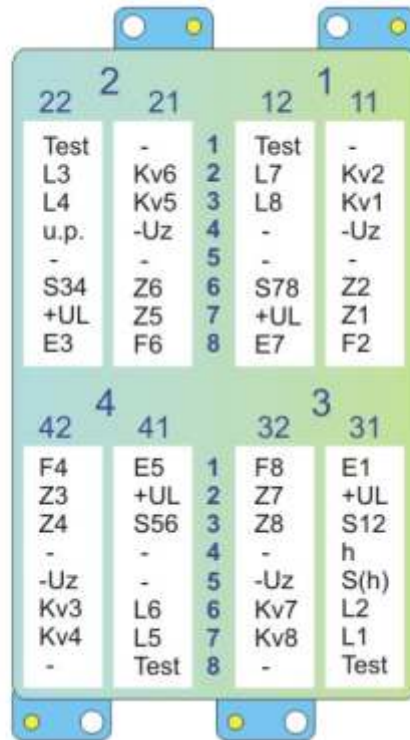 2 1
22 21 12 11
Test - 1 Test -
L3 Kv6 2 L7 Kv2
L4 Kv5 3 L8 Kv1
u.p. -Uz 4 - -Uz
- - 5 - -
S34 Z6 6 S78 Z2
+UL Z5 7 +UL Z1
E3 F6 8 E7 F2
4 3
42 41 32 31
F4 E5 1 F8 E1
Z3 +UL 2 Z7 +UL
Z4 S56 3 Z8 S12
- - 4 - h
-Uz - 5 -Uz S(h)
Kv3 L6 6 Kv7 L2
Kv4 L5 7 Kv8 L1
- Test 8 - Test